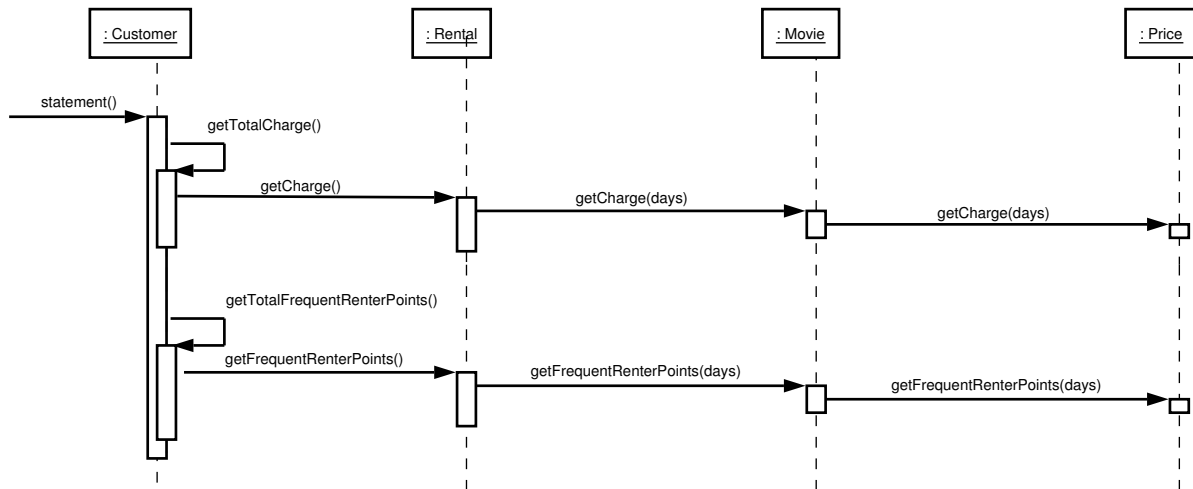 : Customer
: Rental
: Movie
: Price
statement()
getTotalCharge()
getCharge()
getCharge(days)
getCharge(days)
getTotalFrequentRenterPoints()
getFrequentRenterPoints()
getFrequentRenterPoints(days)
getFrequentRenterPoints(days)